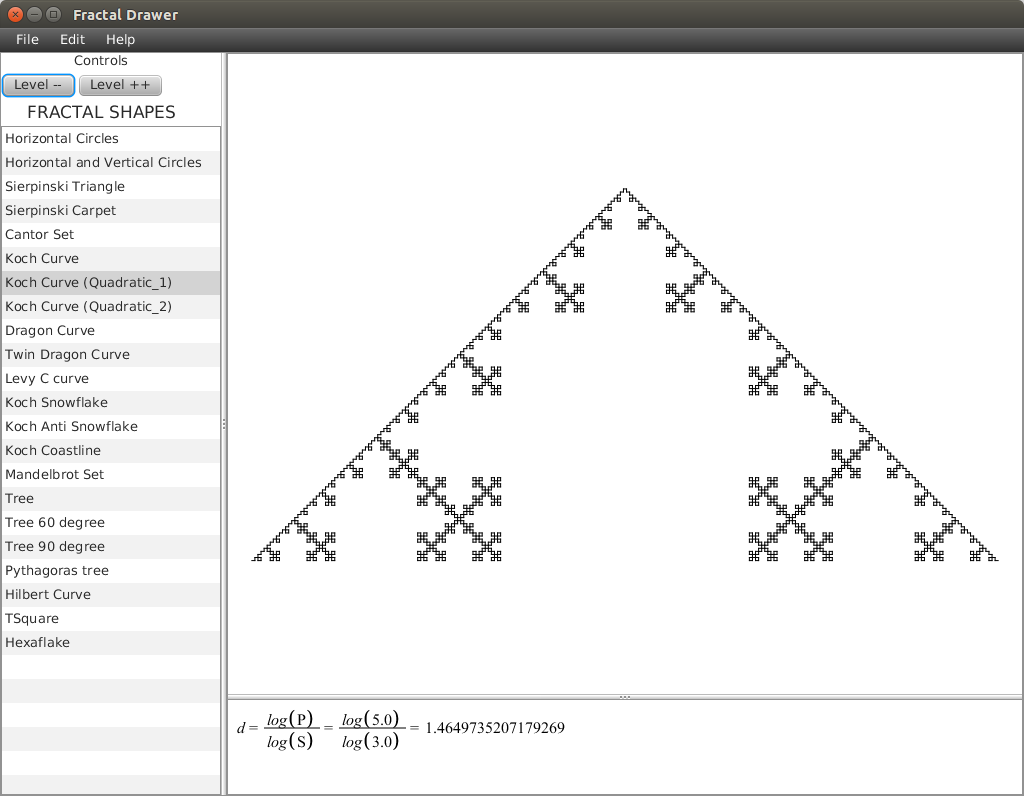 Fractal Drawer
File Edit Help
Controls
Level -- Level ++
FRACTAL SHAPES
Horizontal Circles
Horizontal and Vertical Circles
Sierpinski Triangle
Sierpinski Carpet
Cantor Set
Koch Curve
Koch Curve (Quadratic_1)
Koch Curve (Quadratic_2)
Dragon Curve
Twin Dragon Curve
Levy C curve
Koch Snowflake
Koch Anti Snowflake
Koch Coastline
Mandelbrot Set
Tree
Tree 60 degree
Tree 90 degree
Pythagoras tree
Hilbert Curve
TSquare
Hexaflake
d = log(P) / log(S) = log(5.0) / log(3.0) = 1.4649735207179269